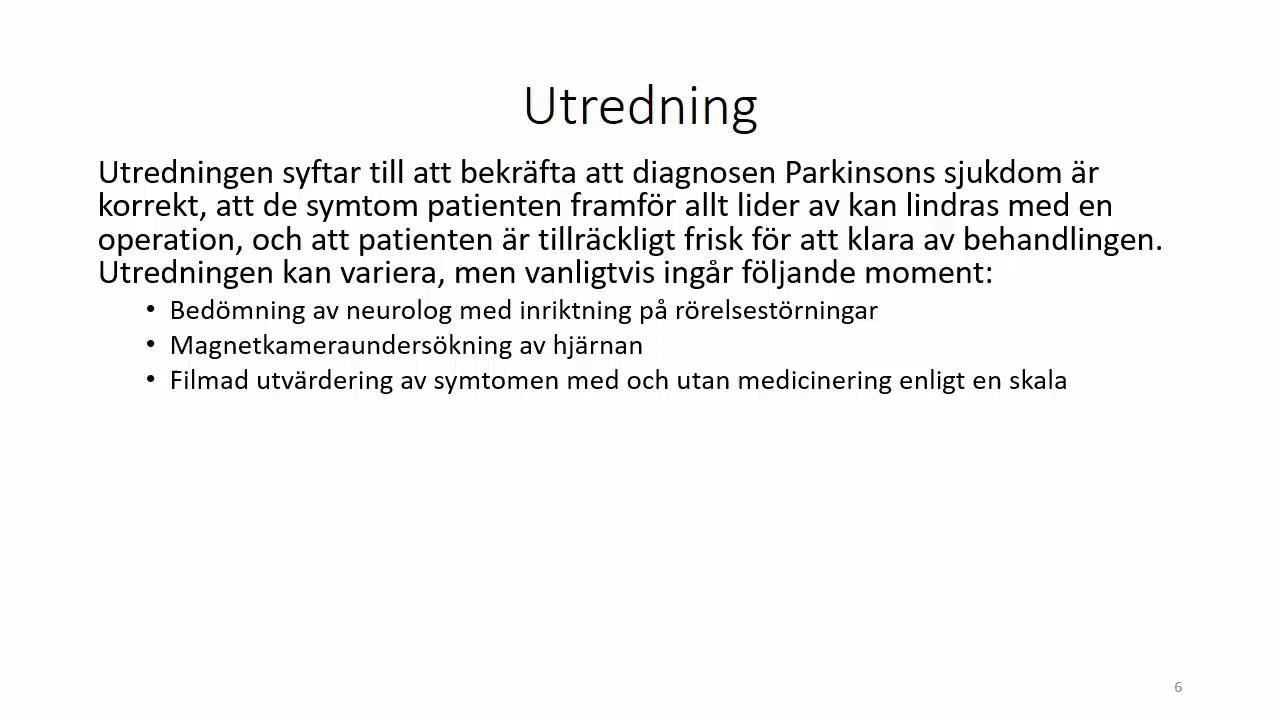 Utredning
Utredningen syftar till att bekräfta att diagnosen Parkinsons sjukdom är
korrekt, att de symtom patienten framför allt lider av kan lindras med en
operation, och att patienten är tillräckligt frisk för att klara av behandlingen.
Utredningen kan variera, men vanligtvis ingår följande moment:
• Bedömning av neurolog med inriktning på rörelsestörningar
• Magnetkameraundersökning av hjärnan
• Filmad utvärdering av symtomen med och utan medicinering enligt en skala
6